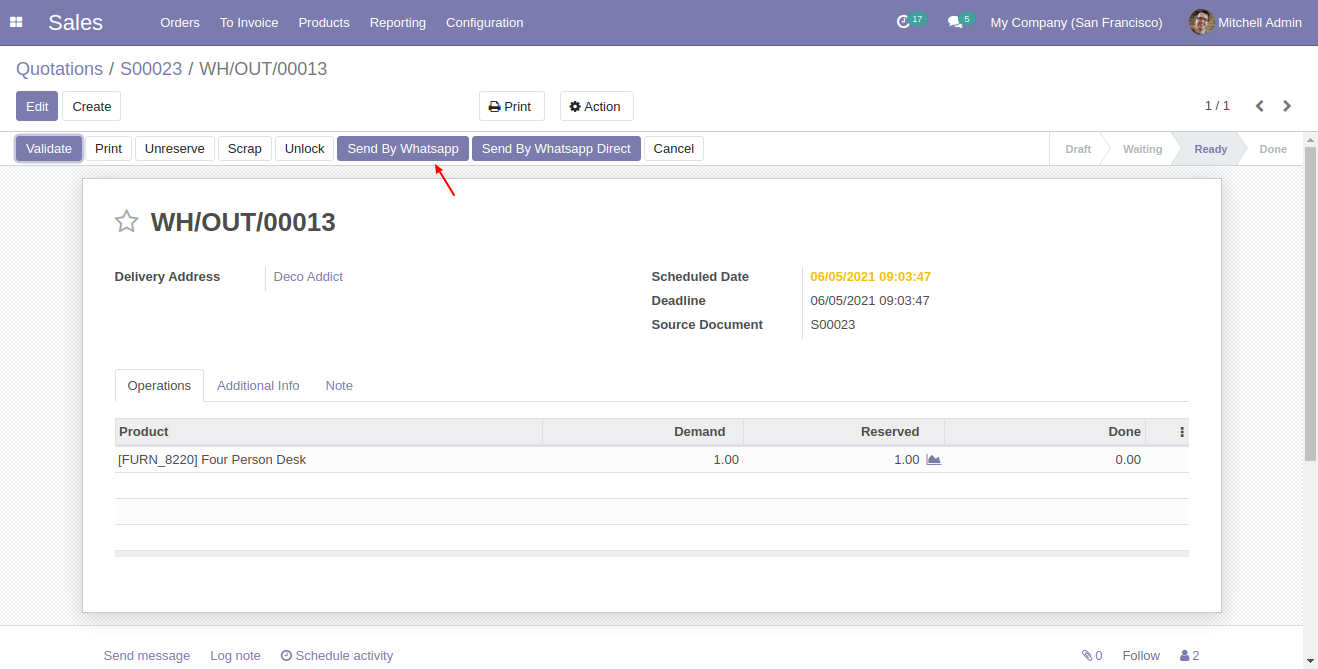 Sales Orders To Invoice Products Reporting Configuration 17 5 My Company (San Francisco) Mitchell Admin
Quotations / S00023 / WH/OUT/00013
Edit Create Print Action 1 / 1
Validate Print Unreserve Scrap Unlock Send By Whatsapp Send By Whatsapp Direct Cancel Draft Waiting Ready Done
WH/OUT/00013
Delivery Address Deco Addict Scheduled Date 06/05/2021 09:03:47
Deadline 06/05/2021 09:03:47
Source Document S00023
Operations Additional Info Note
Product Demand Reserved Done
[FURN_8220] Four Person Desk 1.00 1.00 0.00
Send message Log note Schedule activity 0 Follow 2